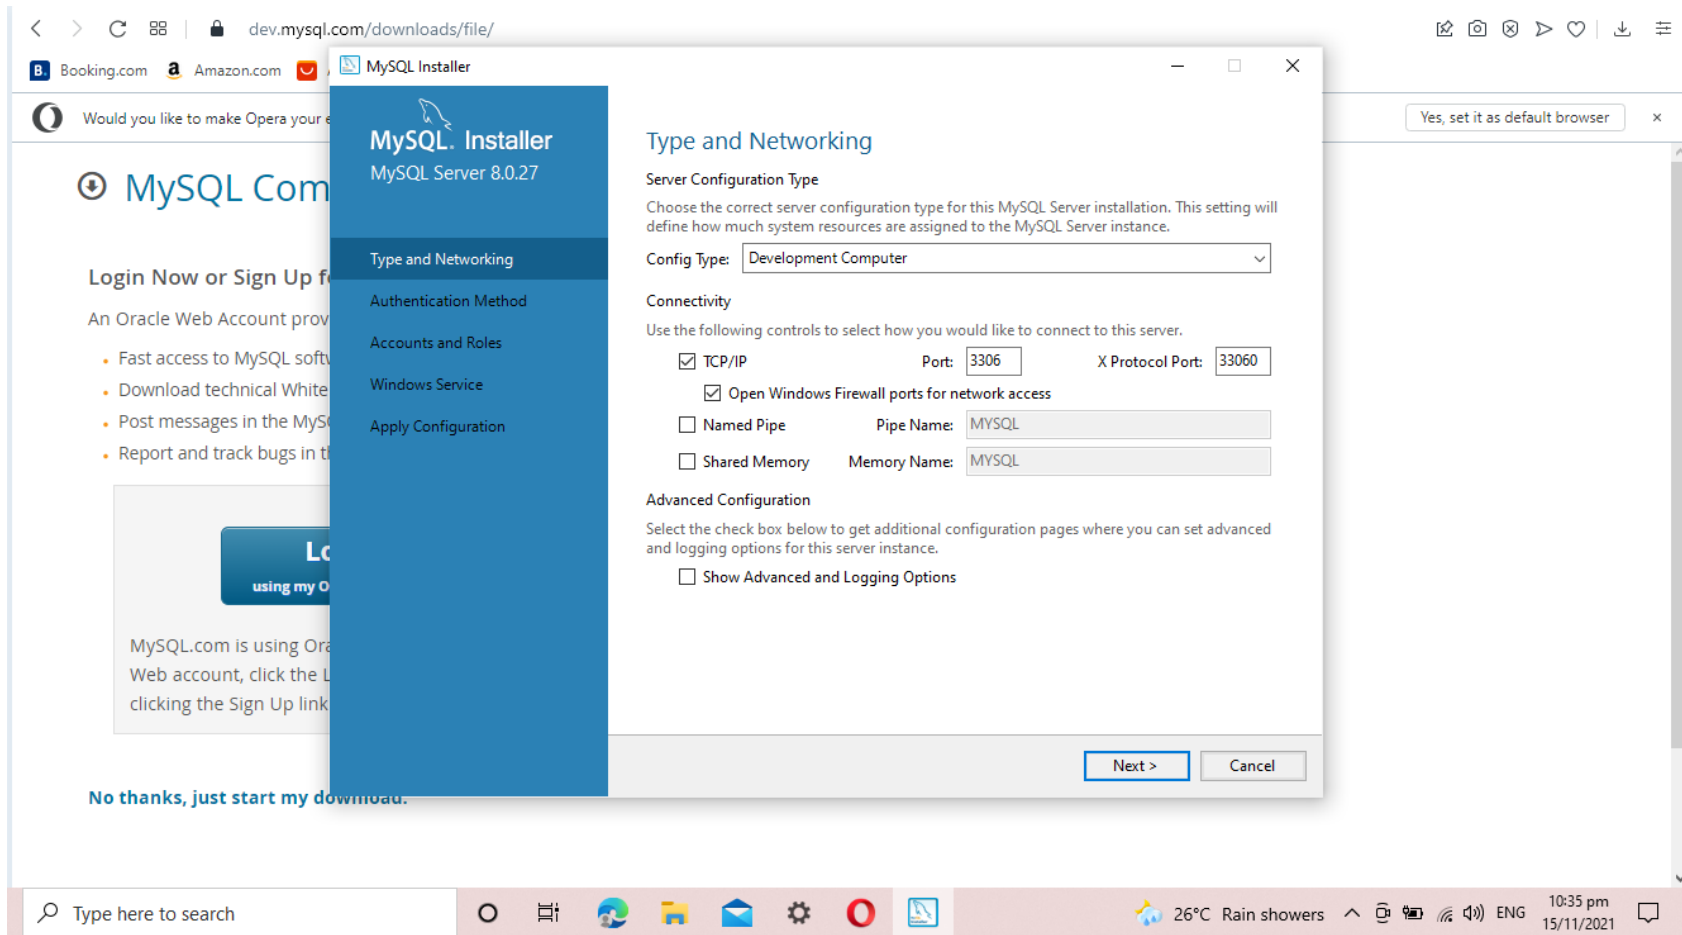 dev.mysql.com/downloads/file/
Booking.com Amazon.com
Would you like to make Opera your
Yes, set it as default browser
MySQL Com
Login Now or Sign Up
An Oracle Web Account prov
Fast access to MySQL soft
Download technical White
Post messages in the MyS
Report and track bugs in
Lo
using my O
MySQL.com is using Ora
Web account, click the L
clicking the Sign Up link
No thanks, just start my download.
MySQL Installer
MySQL. Installer
MySQL Server 8.0.27
Type and Networking
Authentication Method
Accounts and Roles
Windows Service
Apply Configuration
Type and Networking
Server Configuration Type
Choose the correct server configuration type for this MySQL Server installation. This setting will
define how much system resources are assigned to the MySQL Server instance.
Config Type: Development Computer
Connectivity
Use the following controls to select how you would like to connect to this server.
TCP/IP Port: 3306 X Protocol Port: 33060
Open Windows Firewall ports for network access
Named Pipe Pipe Name: MYSQL
Shared Memory Memory Name: MYSQL
Advanced Configuration
Select the check box below to get additional configuration pages where you can set advanced
and logging options for this server instance.
Show Advanced and Logging Options
Next > Cancel
Type here to search
26°C Rain showers
ENG
10:35 pm
15/11/2021